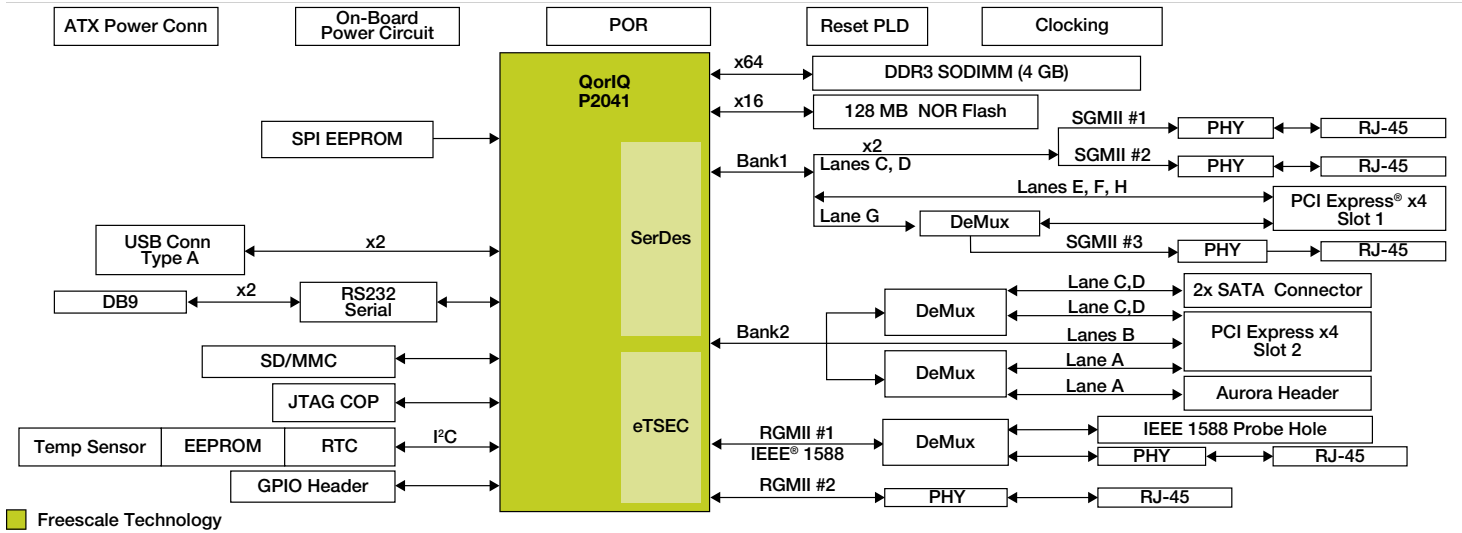 ATX Power Conn
On-Board
Power Circuit
POR
Reset PLD
Clocking
QorIQ
P2041
x64
DDR3 SODIMM (4 GB)
x16
128 MB NOR Flash
SPI EEPROM
SerDes
Bank1
x2
Lanes C, D
SGMII #1
PHY
RJ-45
SGMII #2
PHY
RJ-45
Lanes E, F, H
PCI Express® x4
Slot 1
Lane G
DeMux
SGMII #3
PHY
RJ-45
USB Conn
Type A
x2
DB9
x2
RS232
Serial
Bank2
DeMux
Lane C,D
2x SATA Connector
Lane C,D
Lanes B
PCI Express x4
Slot 2
DeMux
Lane A
Lane A
Aurora Header
SD/MMC
JTAG COP
eTSEC
Temp Sensor
EEPROM
RTC
I²C
GPIO Header
RGMII #1
IEEE® 1588
DeMux
IEEE 1588 Probe Hole
PHY
RJ-45
RGMII #2
PHY
RJ-45
Freescale Technology